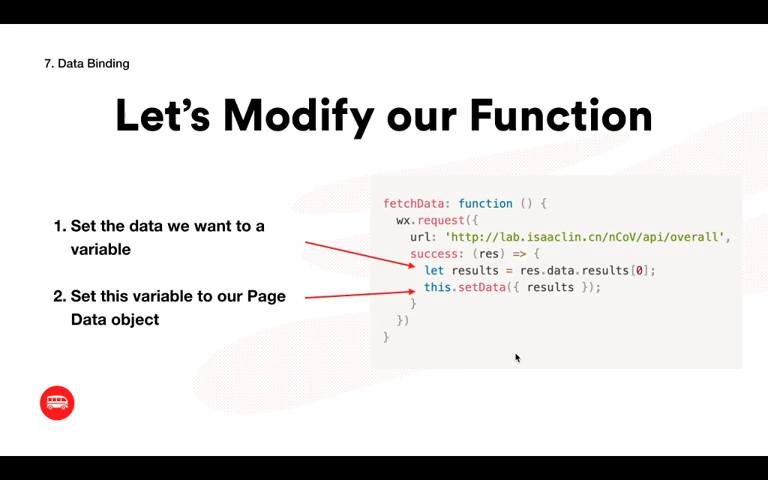 7. Data Binding
Let's Modify our Function
1. Set the data we want to a
variable
2. Set this variable to our Page
Data object
fetchData: function () {
wx.request({
url: 'http://lab.isaaclin.cn/nCoV/api/overall',
success: (res) => {
let results = res.data.results[0];
this.setData({ results });
}
})
}